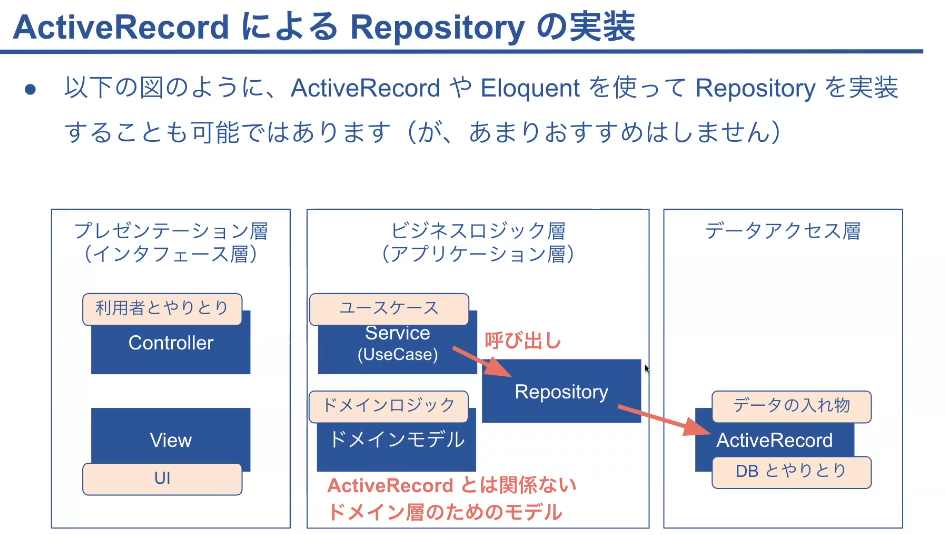 ActiveRecord による Repository の実装
● 以下の図のように、ActiveRecord や Eloquent を使って Repository を実装
することも可能ではあります（が、あまりおすすめはしません）
プレゼンテーション層
（インタフェース層）
利用者とやりとり
Controller
View
UI
ビジネスロジック層
（アプリケーション層）
ユースケース
Service
(UseCase)
呼び出し
Repository
ドメインロジック
ドメインモデル
ActiveRecord とは関係ない
ドメイン層のためのモデル
データアクセス層
データの入れ物
ActiveRecord
DB とやりとり